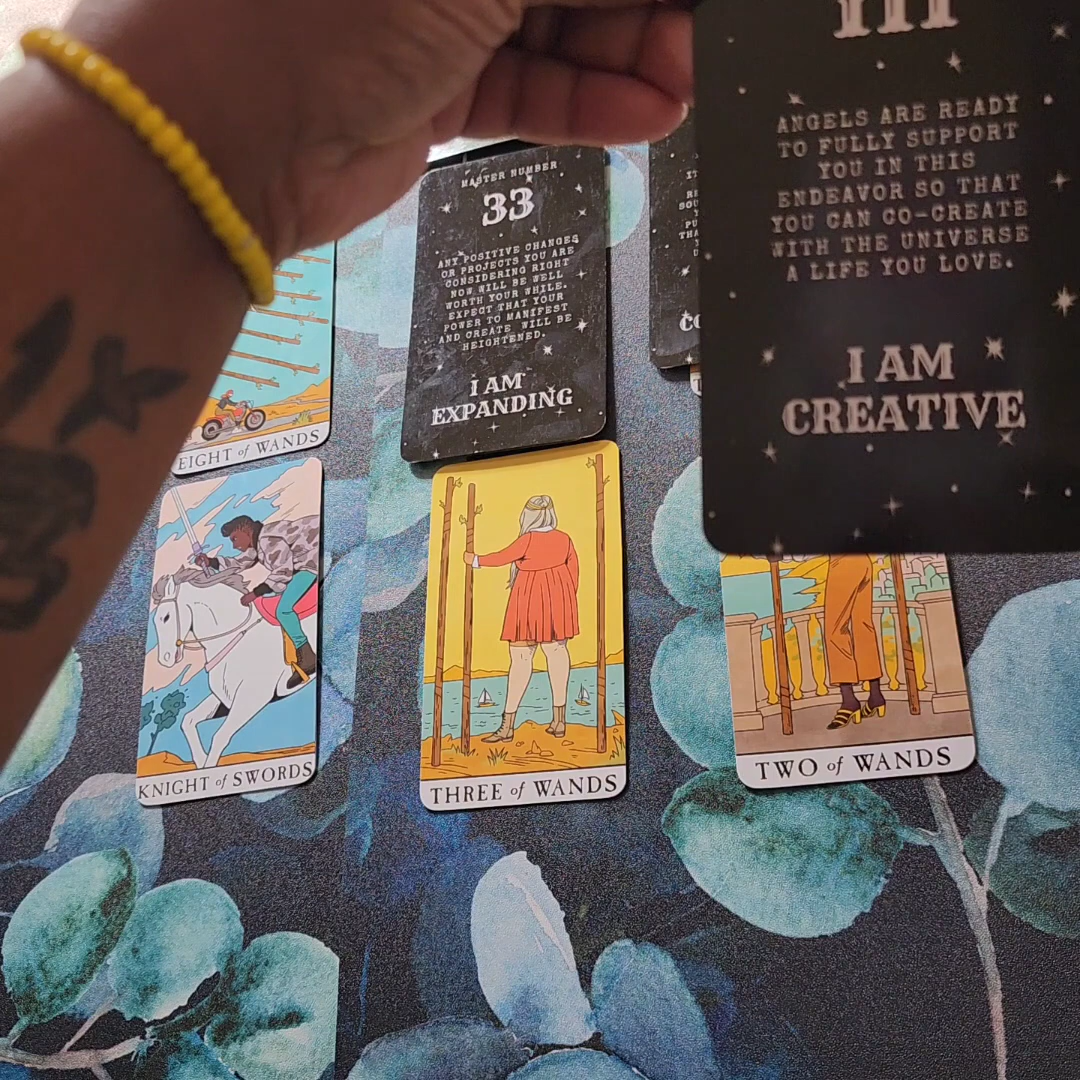 III
ANGELS ARE READY
TO FULLY SUPPORT
YOU IN THIS
ENDEAVOR SO THAT
YOU CAN CO-CREATE
WITH THE UNIVERSE
A LIFE YOU LOVE.
I AM
CREATIVE
MASTER NUMBER
33
ANY POSITIVE CHANGES
OR PROJECTS YOU ARE
CONSIDERING RIGHT
NOW WILL BE WELL
WORTH YOUR WHILE.
EXPECT THAT YOUR
POWER TO MANIFEST
AND CREATE WILL BE
HEIGHTENED.
I AM
EXPANDING
EIGHT of WANDS
KNIGHT of SWORDS
THREE of WANDS
TWO of WANDS